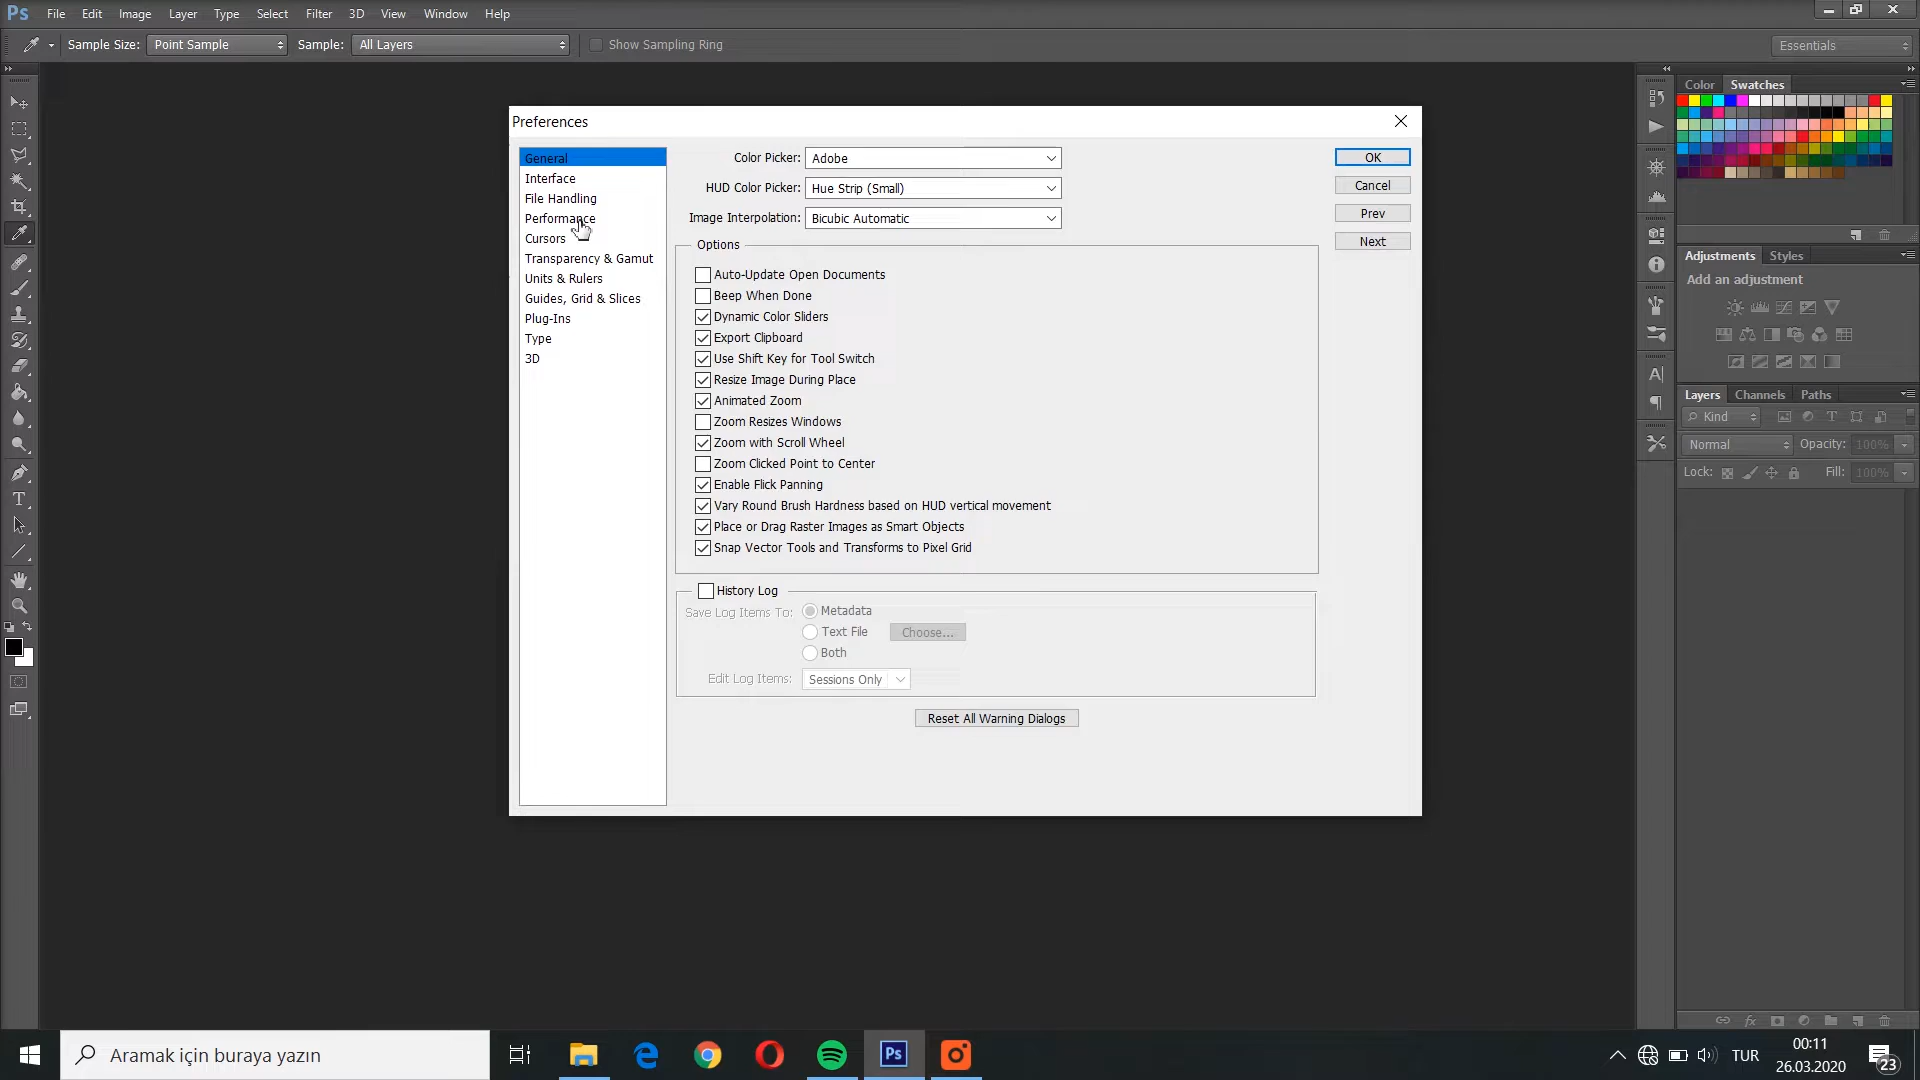 Ps File Edit Image Layer Type Select Filter 3D View Window Help
Sample Size: Point Sample Sample: All Layers Show Sampling Ring Essentials
Color Swatches
Preferences
General
Interface
File Handling
Performance
Cursors
Transparency & Gamut
Units & Rulers
Guides, Grid & Slices
Plug-Ins
Type
3D
Color Picker: Adobe
HUD Color Picker: Hue Strip (Small)
Image Interpolation: Bicubic Automatic
OK
Cancel
Prev
Next
Options
Auto-Update Open Documents
Beep When Done
Dynamic Color Sliders
Export Clipboard
Use Shift Key for Tool Switch
Resize Image During Place
Animated Zoom
Zoom Resizes Windows
Zoom with Scroll Wheel
Zoom Clicked Point to Center
Enable Flick Panning
Vary Round Brush Hardness based on HUD vertical movement
Place or Drag Raster Images as Smart Objects
Snap Vector Tools and Transforms to Pixel Grid
History Log
Save Log Items To: Metadata
Text File Choose...
Both
Edit Log Items: Sessions Only
Reset All Warning Dialogs
Adjustments Styles
Add an adjustment
Layers Channels Paths
Kind
Normal Opacity: 100%
Lock: Fill: 100%
Aramak için buraya yazın
Ps
TUR
00:11
26.03.2020
23